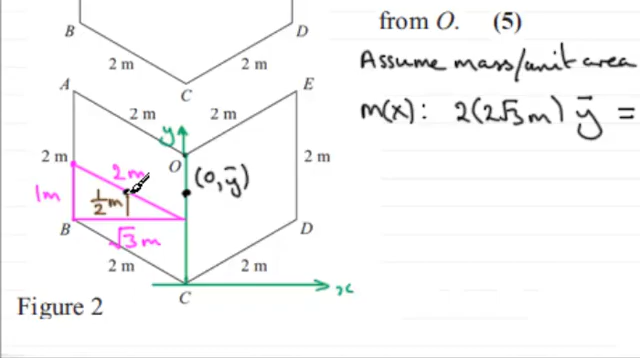 B
D
from O. (5)
2 m
2 m
C
Assume mass/unit area
A
E
2 m
2 m
y
m(x): 2(2√3m) ȳ =
O
2 m
2m
2 m
(0, ȳ)
1m
½m
B
√3m
D
2 m
2 m
C
x
Figure 2